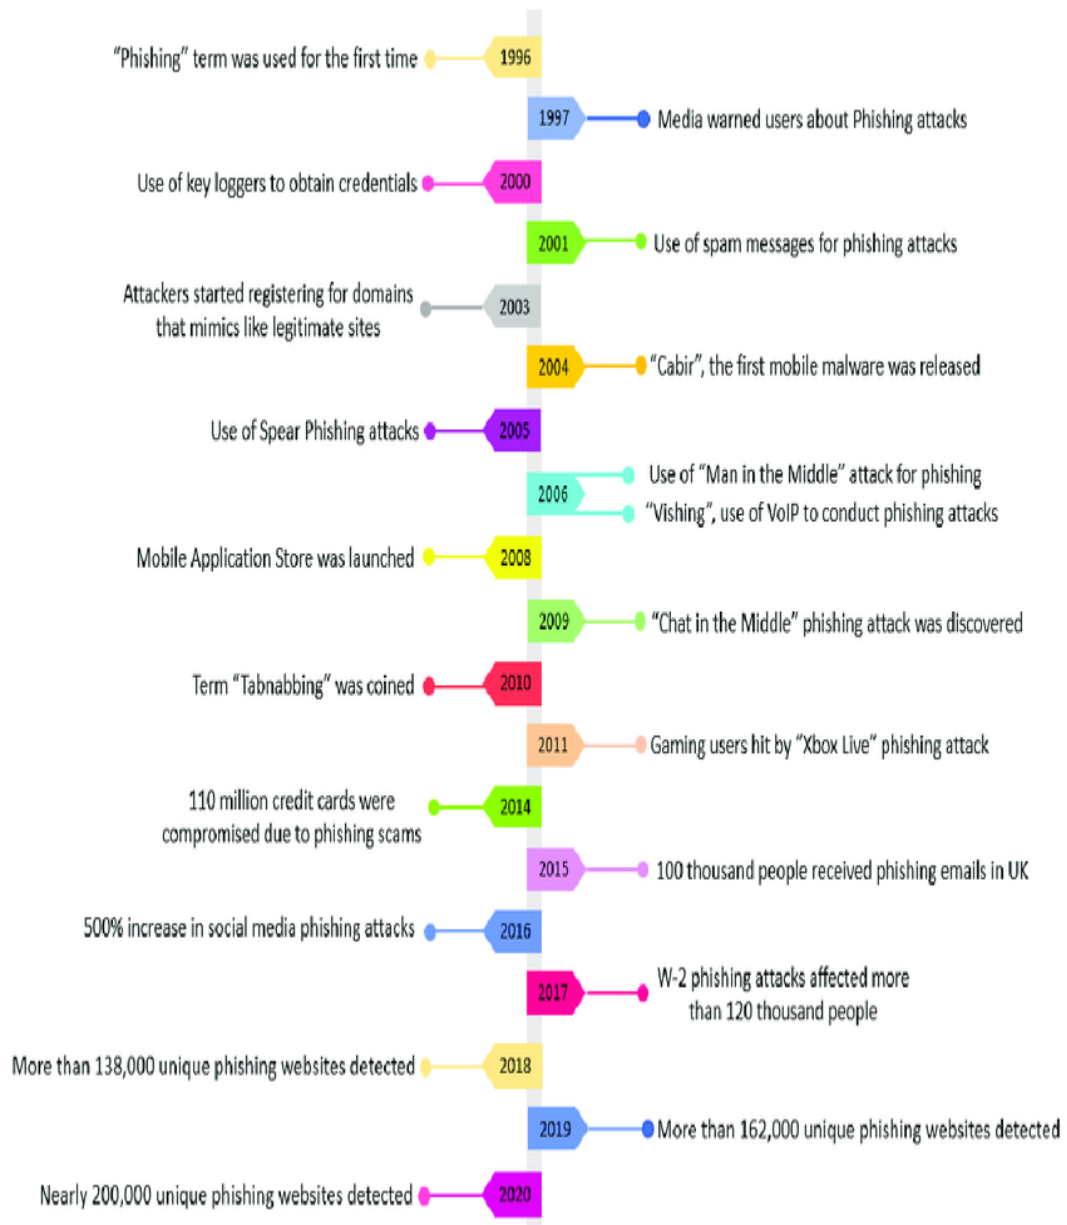 “Phishing” term was used for the first time
1996
1997
Media warned users about Phishing attacks
Use of key loggers to obtain credentials
2000
2001
Use of spam messages for phishing attacks
Attackers started registering for domains
that mimics like legitimate sites
2003
2004
“Cabir”, the first mobile malware was released
Use of Spear Phishing attacks
2005
2006
Use of “Man in the Middle” attack for phishing
“Vishing”, use of VoIP to conduct phishing attacks
Mobile Application Store was launched
2008
2009
“Chat in the Middle” phishing attack was discovered
Term “Tabnabbing” was coined
2010
2011
Gaming users hit by “Xbox Live” phishing attack
110 million credit cards were
compromised due to phishing scams
2014
2015
100 thousand people received phishing emails in UK
500% increase in social media phishing attacks
2016
2017
W-2 phishing attacks affected more
than 120 thousand people
More than 138,000 unique phishing websites detected
2018
2019
More than 162,000 unique phishing websites detected
Nearly 200,000 unique phishing websites detected
2020